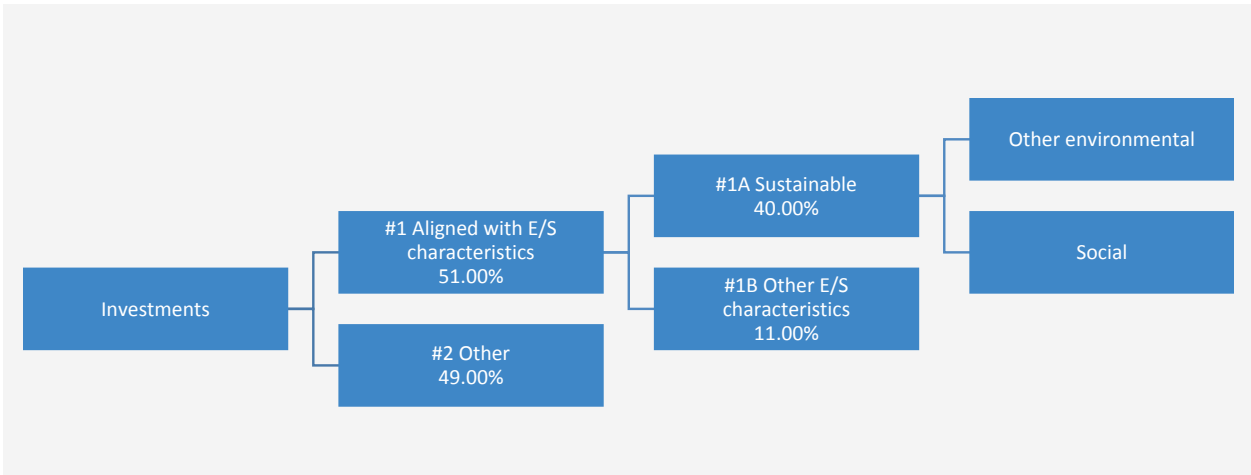 Investments
#1 Aligned with E/S
characteristics
51.00%
#2 Other
49.00%
#1A Sustainable
40.00%
#1B Other E/S
characteristics
11.00%
Other environmental
Social